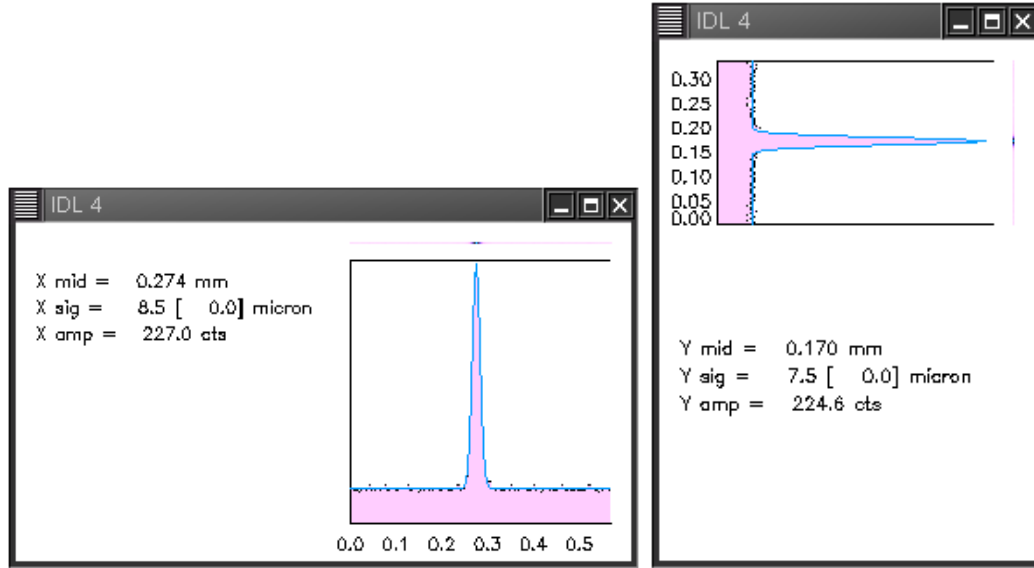 IDL 4
X mid = 0.274 mm
X sig = 8.5 [ 0.0] micron
X amp = 227.0 cts
0.0 0.1 0.2 0.3 0.4 0.5
IDL 4
0.30
0.25
0.20
0.15
0.10
0.05
0.00
Y mid = 0.170 mm
Y sig = 7.5 [ 0.0] micron
Y amp = 224.6 cts